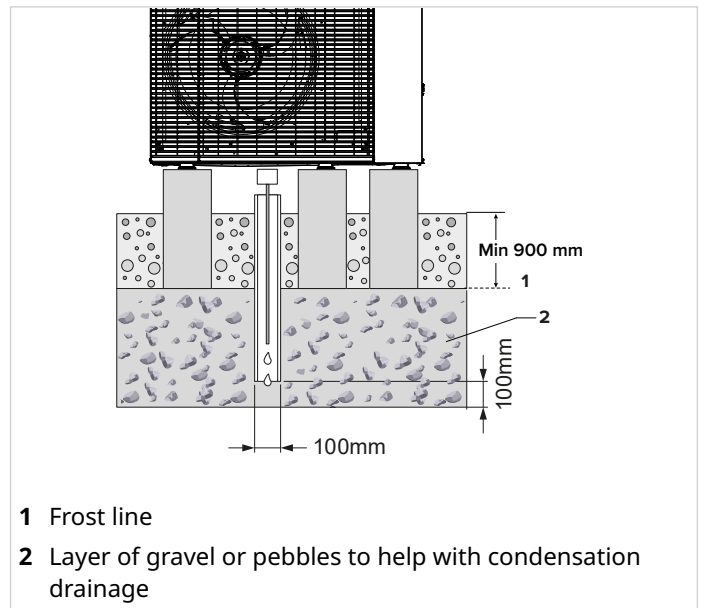 Min 900 mm
1
2
100mm
100mm
1 Frost line
2 Layer of gravel or pebbles to help with condensation
drainage